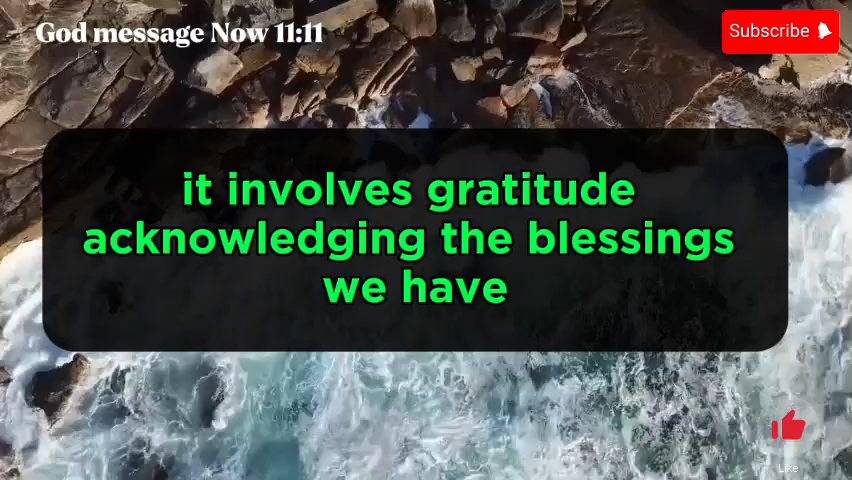 God message Now 11:11
Subscribe
it involves gratitude
acknowledging the blessings
we have
Like